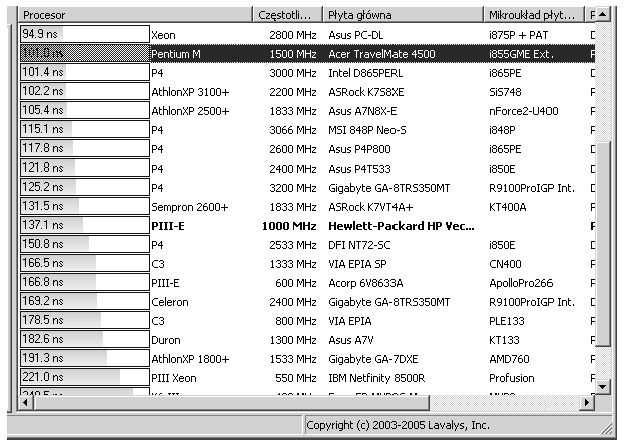 Procesor Częstotli... Płyta główna Mikroukład płyt... P
94.9 ns Xeon 2800 MHz Asus PC-DL i875P + PAT D
101.0 ns Pentium M 1500 MHz Acer TravelMate 4500 i855GME Ext.
101.4 ns P4 3000 MHz Intel D865PERL i865PE D
102.2 ns AthlonXP 3100+ 2200 MHz ASRock K7S8XE SiS748 P
105.4 ns AthlonXP 2500+ 1833 MHz Asus A7N8X-E nForce2-U400 D
115.1 ns P4 3066 MHz MSI 848P Neo-S i848P D
117.8 ns P4 2600 MHz Asus P4P800 i865PE D
121.8 ns P4 2400 MHz Asus P4T533 i850E D
125.2 ns P4 3200 MHz Gigabyte GA-8TRS350MT R9100ProIGP Int. D
131.5 ns Sempron 2600+ 1833 MHz ASRock K7VT4A+ KT400A P
137.1 ns PIII-E 1000 MHz Hewlett-Packard HP Vec... P
150.8 ns P4 2533 MHz DFI NT72-SC i850E D
166.5 ns C3 1333 MHz VIA EPIA SP CN400 P
166.8 ns PIII-E 600 MHz Acorp 6V8633A ApolloPro266 P
169.2 ns Celeron 2400 MHz Gigabyte GA-8TRS350MT R9100ProIGP Int. P
178.5 ns C3 800 MHz VIA EPIA PLE133 P
182.6 ns Duron 1300 MHz Asus A7V KT133 P
191.3 ns AthlonXP 1800+ 1533 MHz Gigabyte GA-7DXE AMD760 P
221.0 ns PIII Xeon 550 MHz IBM Netfinity 8500R Profusion P
Copyright (c) 2003-2005 Lavalys, Inc.